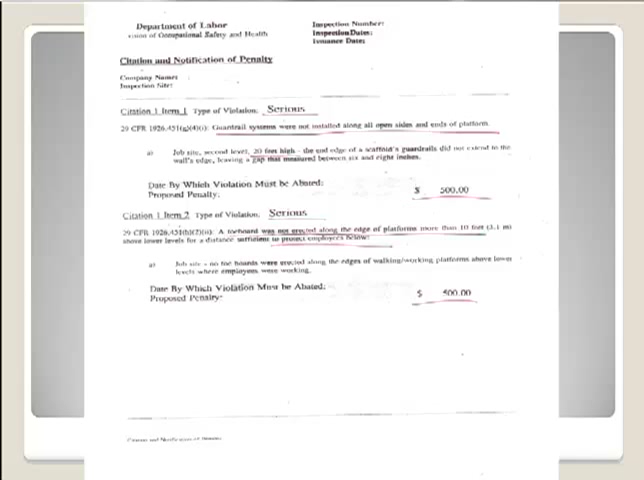 Department of Labor
vision of Occupational Safety and Health
Inspection Number:
Inspection Dates:
Issuance Date:
Citation and Notification of Penalty
Company Name:
Inspection Site:
Citation 1 Item 1 Type of Violation: Serious
29 CFR 1926.451(g)(4)(i): Guardrail systems were not installed along all open sides and ends of platform.
a) Job site, second level, 20 feet high - the end edge of a scaffold's guardrails did not extend to the
wall's edge, leaving a gap that measured between six and eight inches.
Date By Which Violation Must be Abated:
Proposed Penalty: $ 500.00
Citation 1 Item 2 Type of Violation: Serious
29 CFR 1926.451(h)(2)(i): A toeboard was not erected along the edge of platforms more than 10 feet (3.1 m)
above lower levels for a distance sufficient to protect employees below:
a) Job site - no toe boards were erected along the edges of walking/working platforms above lower
levels where employees were working.
Date By Which Violation Must be Abated:
Proposed Penalty: $ 500.00
Citation and Notification of Penalty